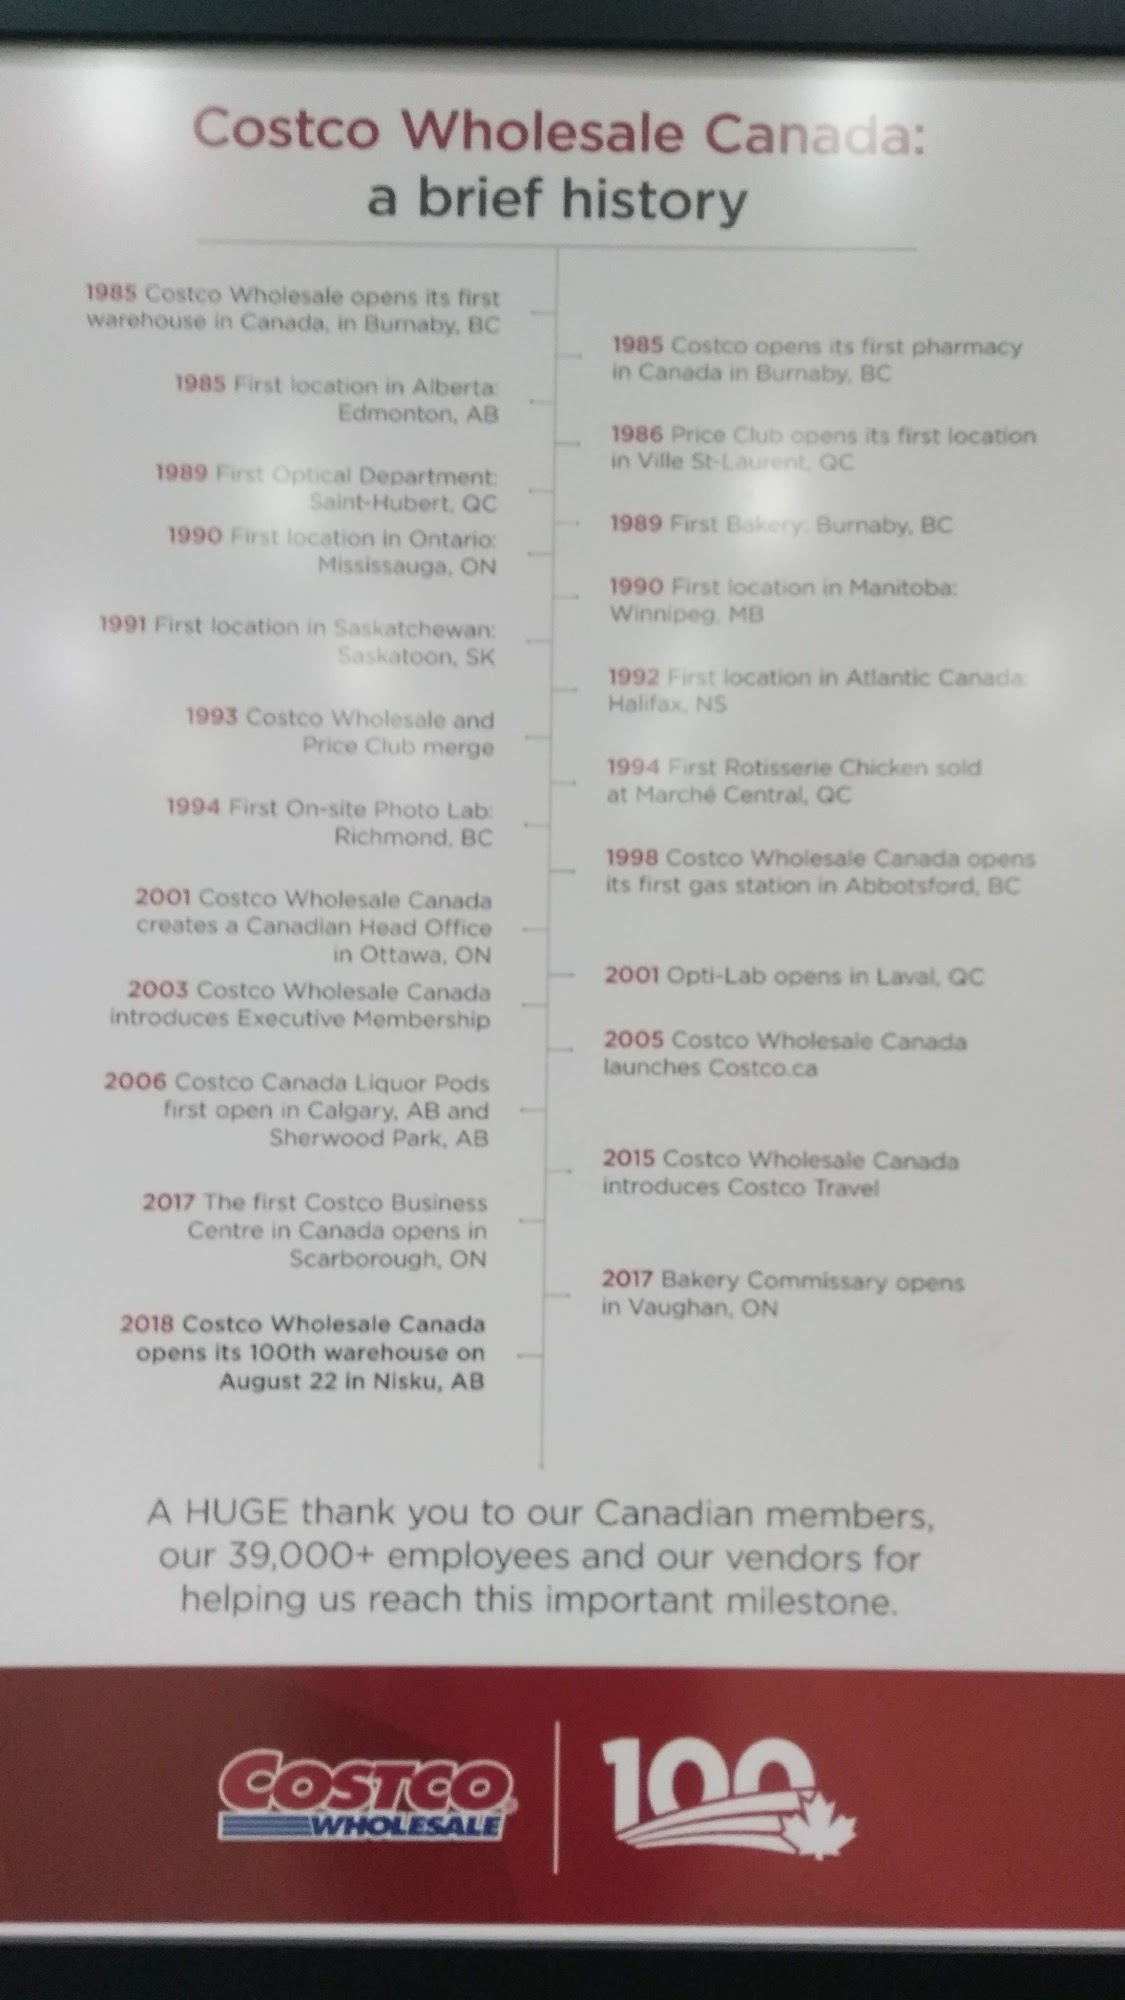 Costco Wholesale Canada:
a brief history
1985 Costco Wholesale opens its first
warehouse in Canada, in Burnaby, BC
1985 Costco opens its first pharmacy
in Canada in Burnaby, BC
1985 First location in Alberta:
Edmonton, AB
1986 Price Club opens its first location
in Ville St-Laurent, QC
1989 First Optical Department:
Saint-Hubert, QC
1989 First Bakery: Burnaby, BC
1990 First location in Ontario:
Mississauga, ON
1990 First location in Manitoba:
Winnipeg, MB
1991 First location in Saskatchewan:
Saskatoon, SK
1992 First location in Atlantic Canada:
Halifax, NS
1993 Costco Wholesale and
Price Club merge
1994 First Rotisserie Chicken sold
at Marché Central, QC
1994 First On-site Photo Lab:
Richmond, BC
1998 Costco Wholesale Canada opens
its first gas station in Abbotsford, BC
2001 Costco Wholesale Canada
creates a Canadian Head Office
in Ottawa, ON
2001 Opti-Lab opens in Laval, QC
2003 Costco Wholesale Canada
introduces Executive Membership
2005 Costco Wholesale Canada
launches Costco.ca
2006 Costco Canada Liquor Pods
first open in Calgary, AB and
Sherwood Park, AB
2015 Costco Wholesale Canada
introduces Costco Travel
2017 The first Costco Business
Centre in Canada opens in
Scarborough, ON
2017 Bakery Commissary opens
in Vaughan, ON
2018 Costco Wholesale Canada
opens its 100th warehouse on
August 22 in Nisku, AB
A HUGE thank you to our Canadian members,
our 39,000+ employees and our vendors for
helping us reach this important milestone.
COSTCO
WHOLESALE
100